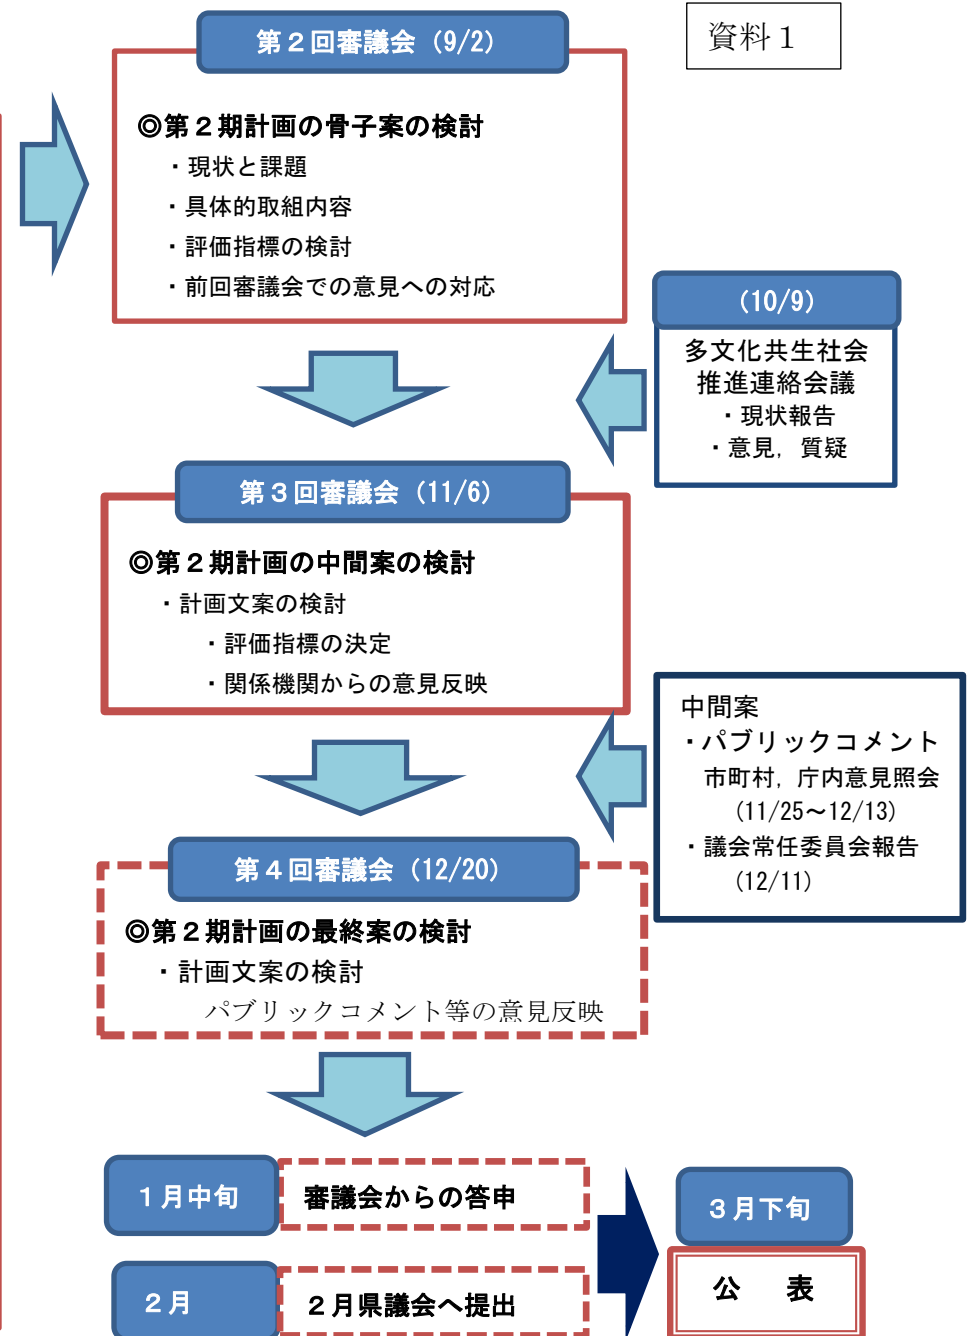 資料１
第２回審議会（9/2）
◎第２期計画の骨子案の検討
・現状と課題
・具体的取組内容
・評価指標の検討
・前回審議会での意見への対応
（10/9）
多文化共生社会
推進連絡会議
・現状報告
・意見，質疑
第３回審議会（11/6）
◎第２期計画の中間案の検討
・計画文案の検討
・評価指標の決定
・関係機関からの意見反映
中間案
・パブリックコメント
市町村，庁内意見照会
（11/25～12/13）
・議会常任委員会報告
（12/11）
第４回審議会（12/20）
◎第２期計画の最終案の検討
・計画文案の検討
パブリックコメント等の意見反映
１月中旬
審議会からの答申
２月
２月県議会へ提出
３月下旬
公　表